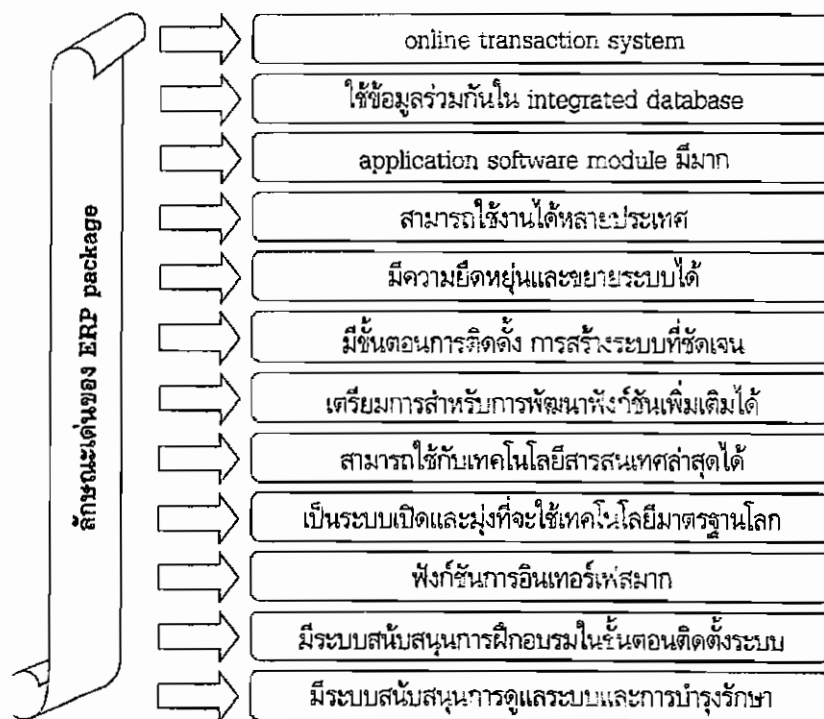 ลักษณะเด่นของ ERP package
online transaction system
ใช้ข้อมูลร่วมกันใน integrated database
application software module มีมาก
สามารถใช้งานได้หลายประเทศ
มีความยืดหยุ่นและขยายระบบได้
มีขั้นตอนการติดตั้ง การสร้างระบบที่ชัดเจน
เตรียมการสำหรับการพัฒนาฟังก์ชันเพิ่มเติมได้
สามารถใช้กับเทคโนโลยีสารสนเทศล่าสุดได้
เป็นระบบเปิดและมุ่งที่จะใช้เทคโนโลยีมาตรฐานโลก
ฟังก์ชันการอินเทอร์เฟสมาก
มีระบบสนับสนุนการฝึกอบรมในขั้นตอนติดตั้งระบบ
มีระบบสนับสนุนการดูแลระบบและการบำรุงรักษา